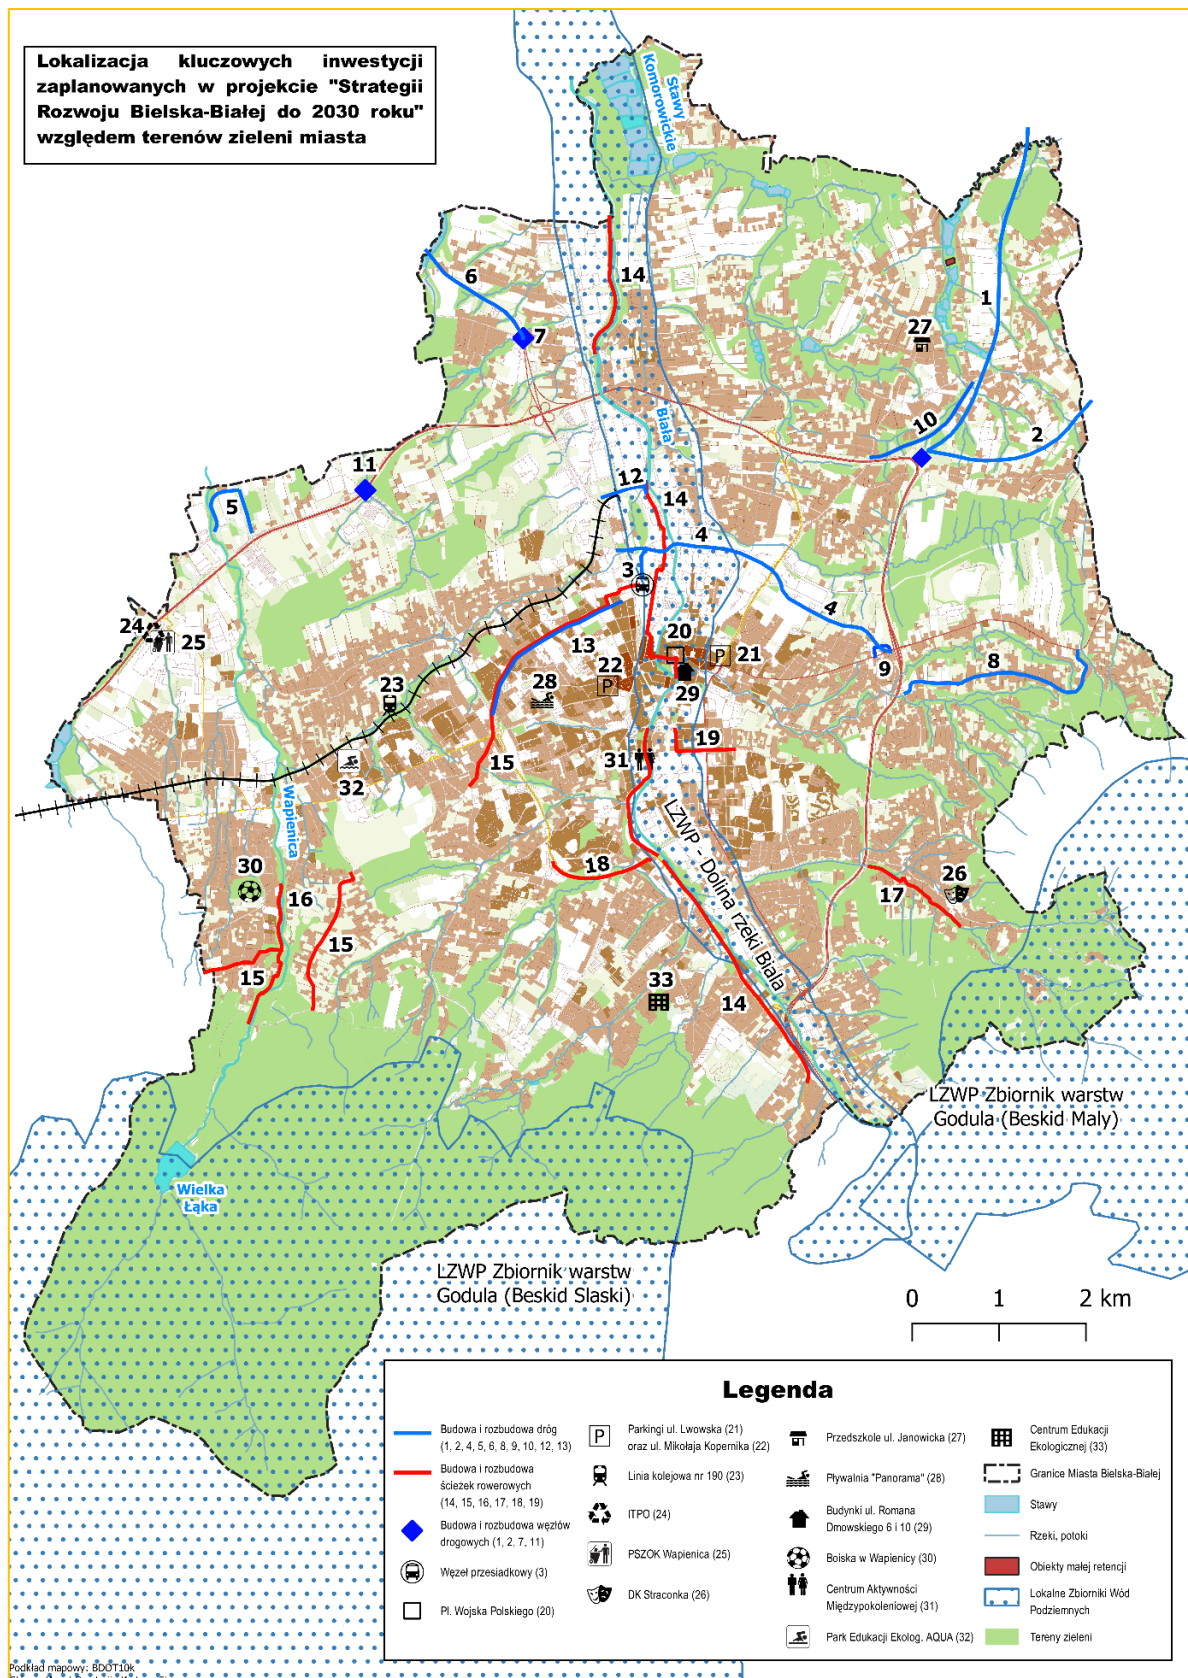 Lokalizacja kluczowych inwestycji
zaplanowanych w projekcie "Strategii
Rozwoju Bielska-Białej do 2030 roku"
względem terenów zieleni miasta
Stawy
Komorowickie
14
6
7
1
27
10
2
Biała
11
12
14
5
4
3
4
24
25
13
20
21
22
9
8
28
23
29
19
31
15
32
Wapienica
LZWP - Dolina rzeki Biala
18
30
16
17
26
15
15
33
14
LZWP Zbiornik warstw
Godula (Beskid Maly)
Wielka
Łąka
LZWP Zbiornik warstw
Godula (Beskid Slaski)
0 1 2 km
Legenda
Budowa i rozbudowa dróg
(1, 2, 4, 5, 6, 8, 9, 10, 12, 13)
Budowa i rozbudowa
ścieżek rowerowych
(14, 15, 16, 17, 18, 19)
Budowa i rozbudowa węzłów
drogowych (1, 2, 7, 11)
Węzeł przesiadkowy (3)
Pl. Wojska Polskiego (20)
P
Parkingi ul. Lwowska (21)
oraz ul. Mikołaja Kopernika (22)
Linia kolejowa nr 190 (23)
ITPO (24)
PSZOK Wapienica (25)
DK Straconka (26)
Przedszkole ul. Janowicka (27)
Pływalnia "Panorama" (28)
Budynki ul. Romana
Dmowskiego 6 i 10 (29)
Boiska w Wapienicy (30)
Centrum Aktywności
Międzypokoleniowej (31)
Park Edukacji Ekolog. AQUA (32)
Centrum Edukacji
Ekologicznej (33)
Granice Miasta Bielska-Białej
Stawy
Rzeki, potoki
Obiekty małej retencji
Lokalne Zbiorniki Wód
Podziemnych
Tereny zieleni
Podkład mapowy: BDOT10k